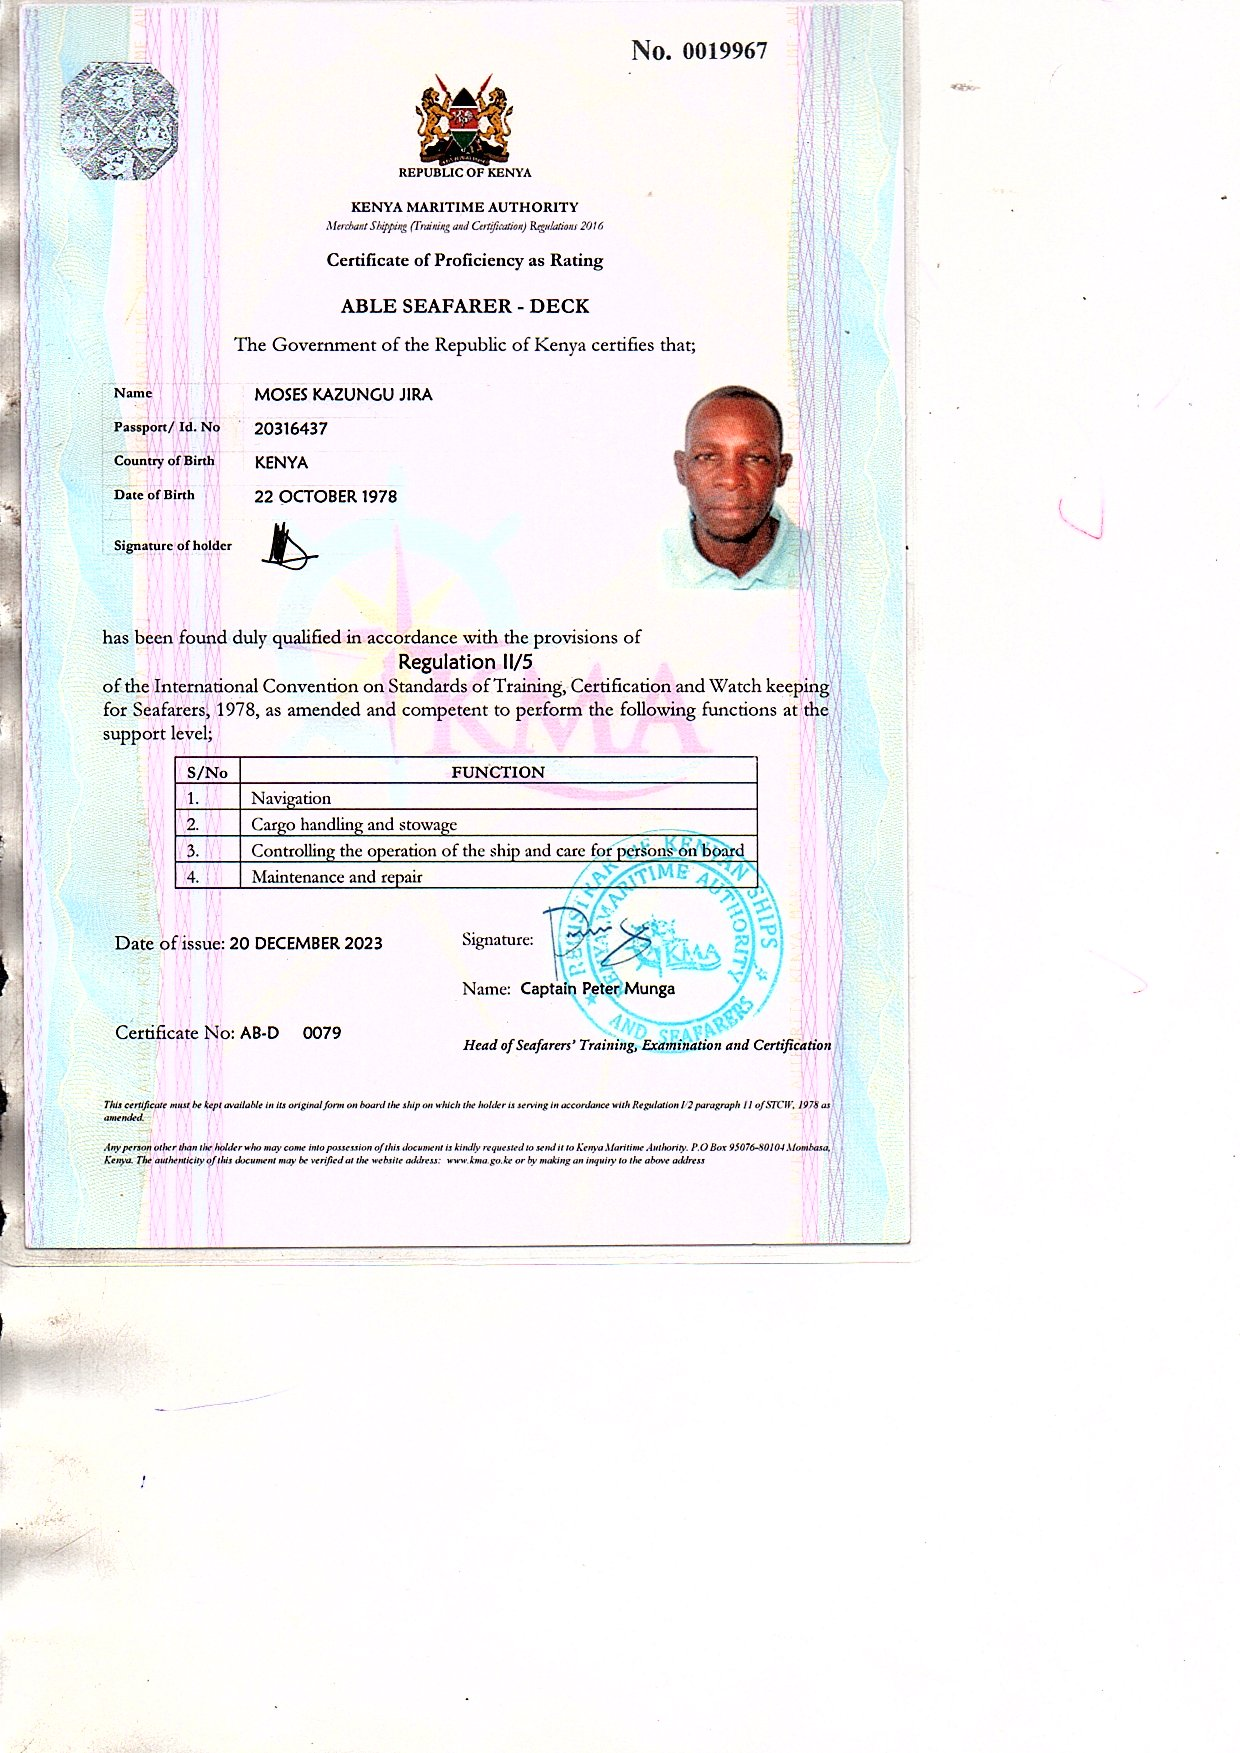 No. 0019967
REPUBLIC OF KENYA
KENYA MARITIME AUTHORITY
Merchant Shipping (Training and Certification) Regulations 2016
Certificate of Proficiency as Rating
ABLE SEAFARER - DECK
The Government of the Republic of Kenya certifies that;
Name MOSES KAZUNGU JIRA
Passport/ Id. No 20316437
Country of Birth KENYA
Date of Birth 22 OCTOBER 1978
Signature of holder
has been found duly qualified in accordance with the provisions of
Regulation II/5
of the International Convention on Standards of Training, Certification and Watch keeping
for Seafarers, 1978, as amended and competent to perform the following functions at the
support level;
KMA
S/No FUNCTION
1. Navigation
2. Cargo handling and stowage
3. Controlling the operation of the ship and care for persons on board
4. Maintenance and repair
REGISTRAR OF KENYAN SHIPS
AND SEAFARERS
KENYA MARITIME AUTHORITY
KMA
Date of issue: 20 DECEMBER 2023
Signature:
Name: Captain Peter Munga
Certificate No: AB-D 0079
Head of Seafarers' Training, Examination and Certification
This certificate must be kept available in its original form on board the ship on which the holder is serving in accordance with Regulation I/2 paragraph 11 of STCW, 1978 as
amended.
Any person other than the holder who may come into possession of this document is kindly requested to send it to Kenya Maritime Authority. P.O Box 95076-80104 Mombasa,
Kenya. The authenticity of this document may be verified at the website address: www.kma.go.ke or by making an inquiry to the above address